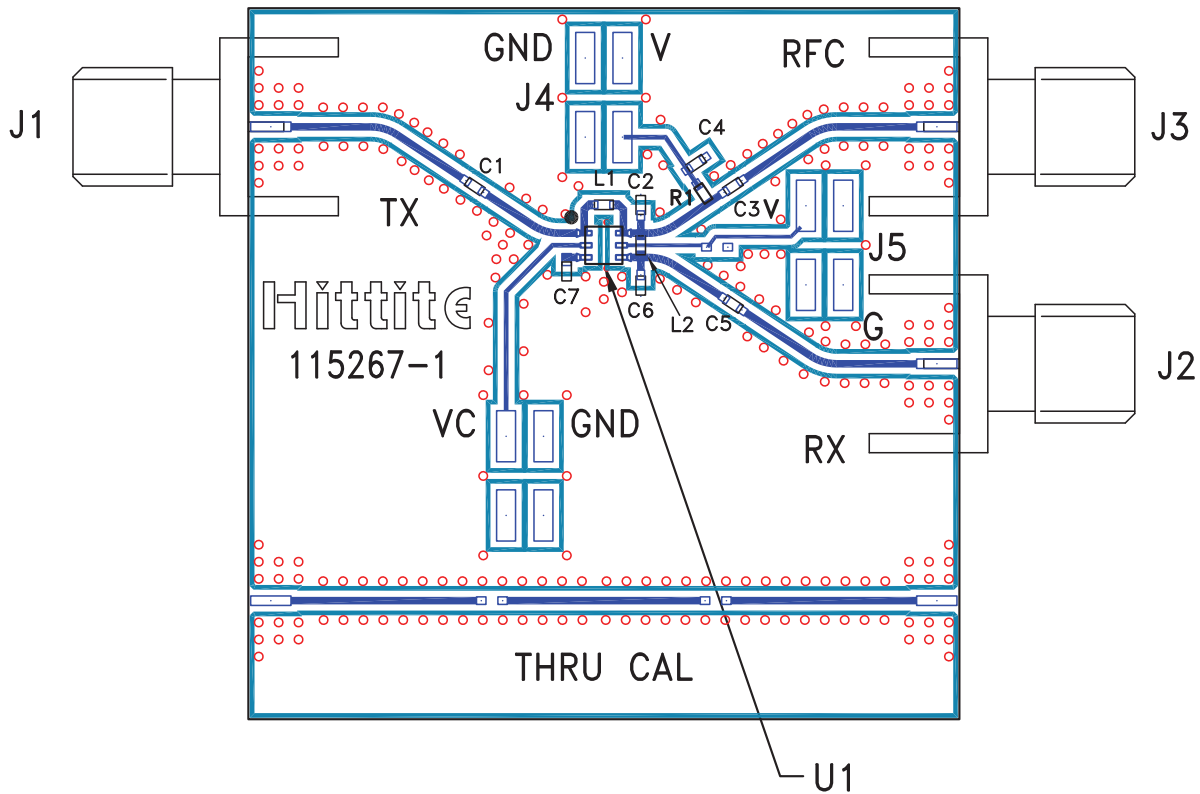 GND V
RFC
J4
J1
J3
C4
C1
L1 C2
R1
C3 V
TX
J5
C7
C6
L2 C5
G
Hittite
115267-1
J2
VC GND
RX
THRU CAL
U1